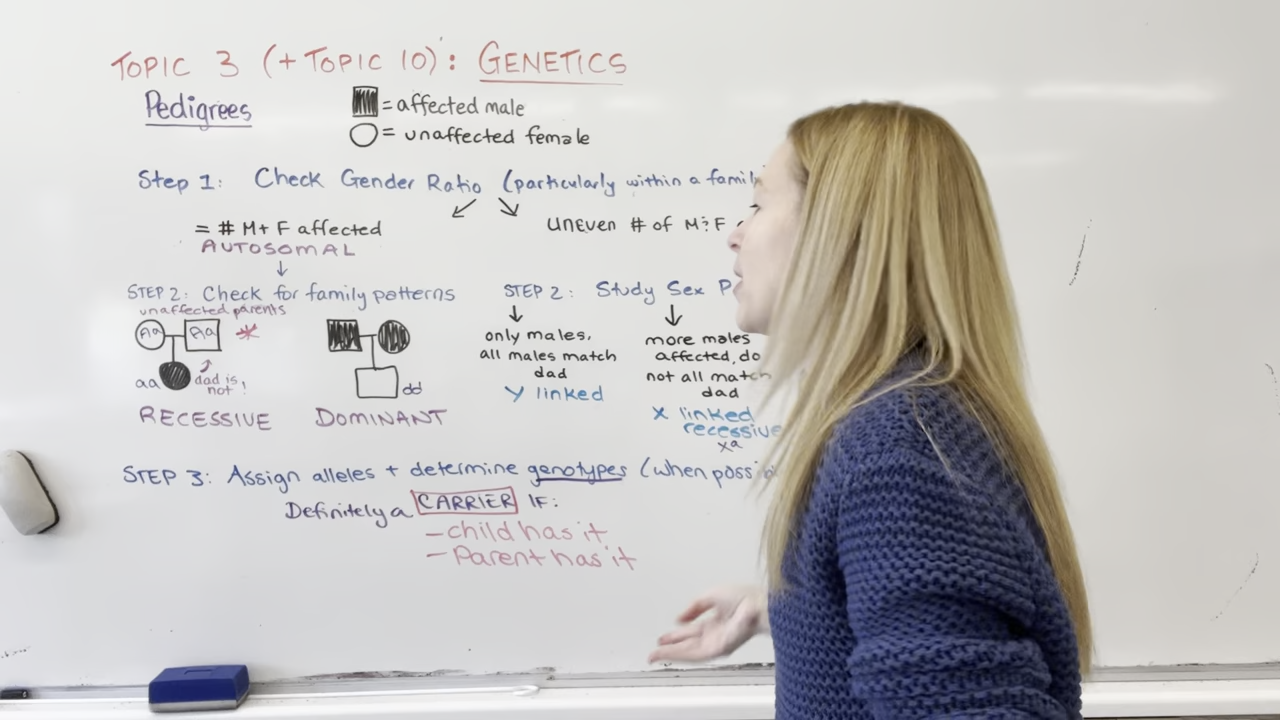 TOPIC 3 (+ TOPIC 10): GENETICS
Pedigrees
= affected male
= unaffected female
Step 1: Check Gender Ratio (particularly within a family
= # M + F affected
AUTOSOMAL
uneven # of M:F
STEP 2: Check for family patterns
unaffected parents
Aa
Aa
*
aa
dad is
not!
RECESSIVE
dd
DOMINANT
STEP 2: Study Sex
only males,
all males match
dad
Y linked
more males
affected, do
not all match
dad
X linked
recessive
Xa
STEP 3: Assign alleles + determine genotypes (when
Definitely a CARRIER IF:
- child has it
- Parent has it